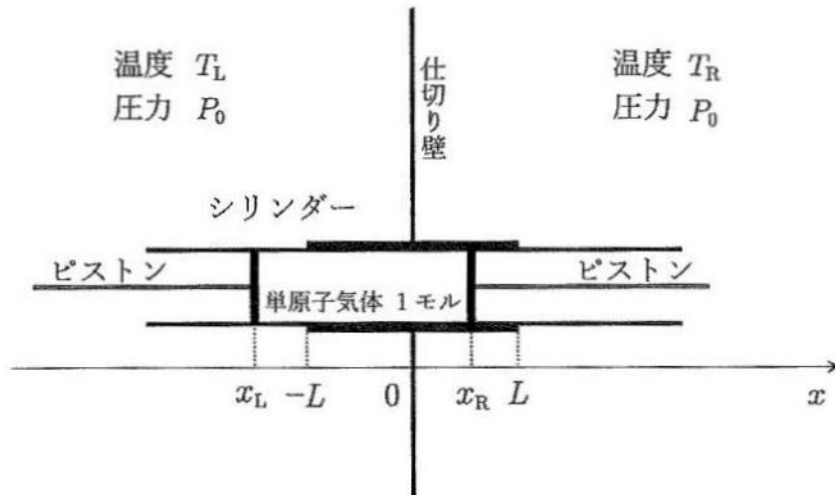 温度 T_L
圧力 P_0
仕切り壁
温度 T_R
圧力 P_0
シリンダー
ピストン
単原子気体 1 モル
ピストン
x_L −L 0 x_R L x